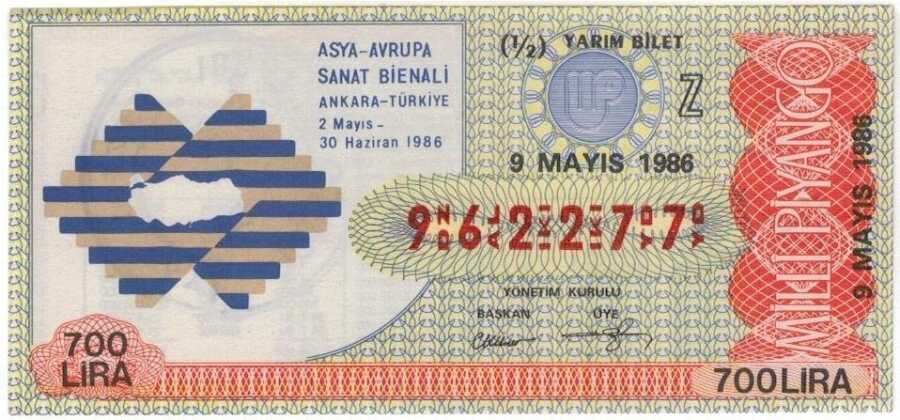 ASYA-AVRUPA
SANAT BİENALİ
ANKARA-TÜRKİYE
2 Mayıs -
30 Haziran 1986
(1/2) YARIM BİLET
Z
9 MAYIS 1986
962277
YÖNETİM KURULU
BAŞKAN ÜYE
700
LİRA
MİLLİ PİYANGO
9 MAYIS 1986
700 LİRA